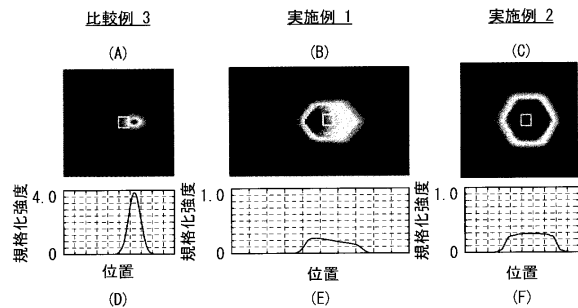 比較例 3
実施例 1
実施例 2
(A)
(B)
(C)
規格化強度
4.0
0
位置
規格化強度
1.0
0
位置
規格化強度
1.0
0
位置
(D)
(E)
(F)